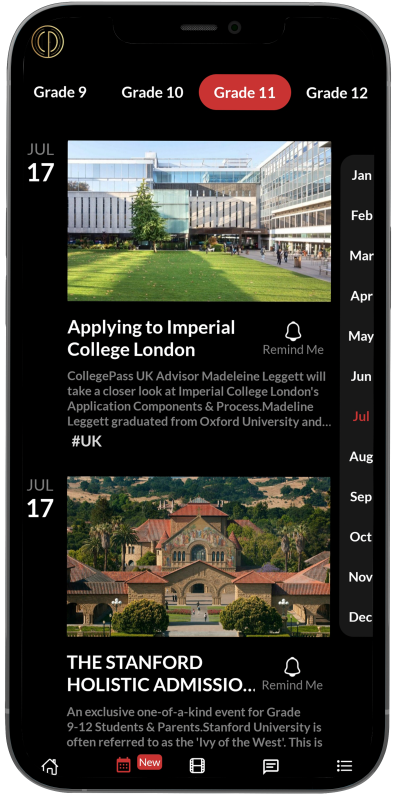 Grade 9 Grade 10 Grade 11 Grade 12
JUL
17
Applying to Imperial
College London
Remind Me
CollegePass UK Advisor Madeleine Leggett will
take a closer look at Imperial College London's
Application Components & Process.Madeline
Leggett graduated from Oxford University and...
#UK
JUL
17
THE STANFORD
HOLISTIC ADMISSIO...
Remind Me
An exclusive one-of-a-kind event for Grade
9-12 Students & Parents.Stanford University is
often referred to as the 'Ivy of the West'. This is
Jan
Feb
Mar
Apr
May
Jun
Jul
Aug
Sep
Oct
Nov
Dec
New